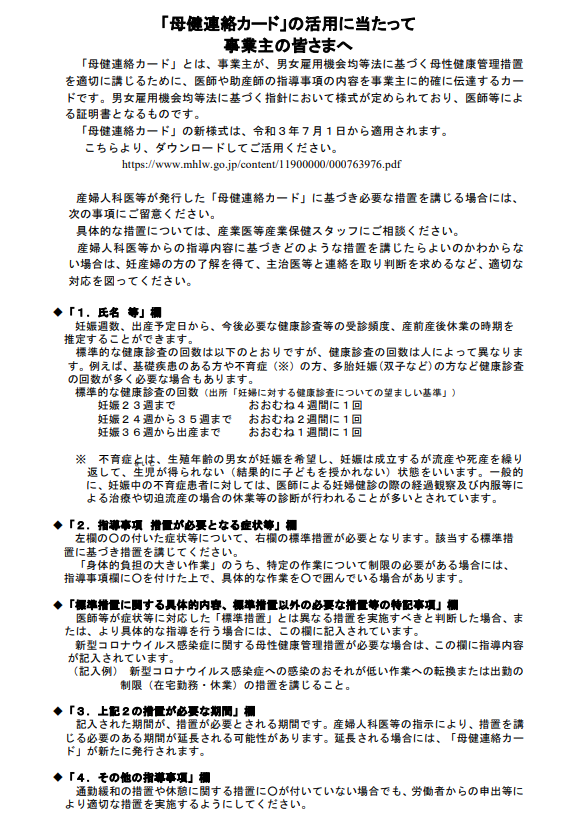 「母健連絡カード」の活用に当たって
事業主の皆さまへ
「母健連絡カード」とは、事業主が、男女雇用機会均等法に基づく母性健康管理措置
を適切に講じるために、医師や助産師の指導事項の内容を事業主に的確に伝達するカー
ドです。男女雇用機会均等法に基づく指針において様式が定められており、医師等によ
る証明書となるものです。
「母健連絡カード」の新様式は、令和３年７月１日から適用されます。
こちらより、ダウンロードしてご活用ください。
https://www.mhlw.go.jp/content/11900000/000763976.pdf
産婦人科医等が発行した「母健連絡カード」に基づき必要な措置を講じる場合には、
次の事項にご留意ください。
具体的な措置については、産業医等産業保健スタッフにご相談ください。
産婦人科医等からの指導内容に基づきどのような措置を講じたらよいのかわからな
い場合は、妊産婦の方の了解を得て、主治医等と連絡を取り判断を求めるなど、適切な
対応を図ってください。
◆「１．氏名　等」欄
妊娠週数、出産予定日から、今後必要な健康診査等の受診頻度、産前産後休業の時期を
推定することができます。
標準的な健康診査の回数は以下のとおりですが、健康診査の回数は人によって異なりま
す。例えば、基礎疾患のある方や不育症（※）の方、多胎妊娠（双子など）の方など健康診査
の回数が多く必要な場合もあります。
標準的な健康診査の回数（出所「妊婦に対する健康診査についての望ましい基準」）
妊娠２３週まで　おおむね４週間に１回
妊娠２４週から３５週まで　おおむね２週間に１回
妊娠３６週から出産まで　おおむね１週間に１回
※　不育症とは、生殖年齢の男女が妊娠を希望し、妊娠は成立するが流産や死産を繰り
返して、生児が得られない（結果的に子どもを授かれない）状態をいいます。一般的
に、妊娠中の不育症患者に対しては、医師による妊婦健診の際の経過観察及び内服等に
よる治療や切迫流産の場合の休業等の診断が行われることが多いとされています。
◆「２．指導事項　措置が必要となる症状等」欄
左欄の〇の付いた症状等について、右欄の標準措置が必要となります。該当する標準措
置に基づき措置を講じてください。
「身体的負担の大きい作業」のうち、特定の作業について制限の必要がある場合には、
指導事項欄に〇を付けた上で、具体的な作業を〇で囲んでいる場合があります。
◆「標準措置に関する具体的内容、標準措置以外の必要な措置等の特記事項」欄
医師等が症状等に対応した「標準措置」とは異なる措置を実施すべきと判断した場合、ま
たは、より具体的な指導を行う場合には、この欄に記入されています。
新型コロナウイルス感染症に関する母性健康管理措置が必要な場合は、この欄に指導内容
が記入されています。
（記入例）　新型コロナウイルス感染症への感染のおそれが低い作業への転換または出勤の
制限（在宅勤務・休業）の措置を講じること。
◆「３．上記２の措置が必要な期間」欄
記入された期間が、措置が必要とされる期間です。産婦人科医等の指示により、措置を講
じる必要のある期間が延長される可能性があります。延長される場合には、「母健連絡カー
ド」が新たに発行されます。
◆「４．その他の指導事項」欄
通勤緩和の措置や休憩に関する措置に〇が付いていない場合でも、労働者からの申出等に
より適切な措置を実施するようにしてください。